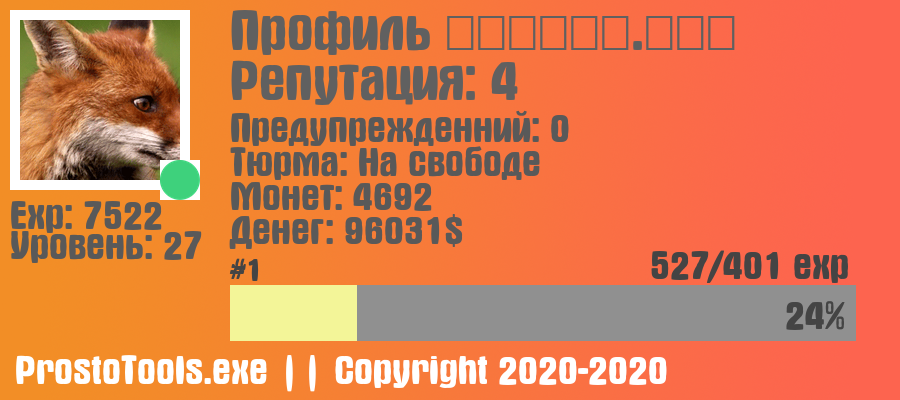 Профиль □□□□□□.□□□
Репутация: 4
Предупрежденний: 0
Тюрма: На свободе
Монет: 4692
Денег: 96031$
Exp: 7522
Уровень: 27
#1
527/401 exp
24%
ProstoTools.exe || Copyright 2020-2020